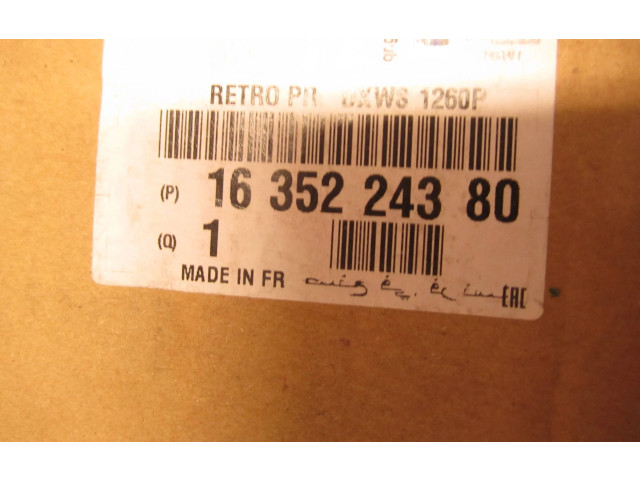 RETRO PR 1260P
(P) 16 352 243 80
(Q) 1
MADE IN FR
EAC